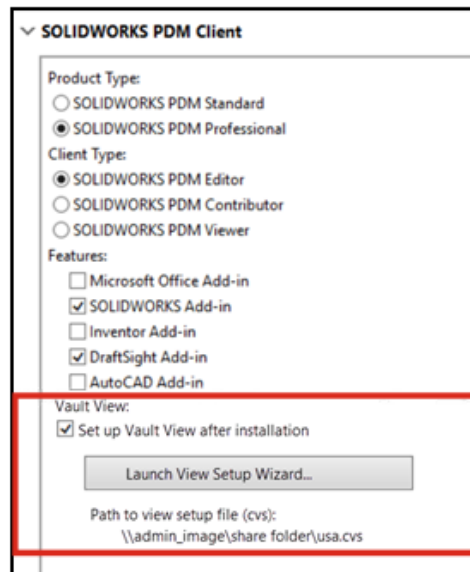 SOLIDWORKS PDM Client
Product Type:
SOLIDWORKS PDM Standard
SOLIDWORKS PDM Professional
Client Type:
SOLIDWORKS PDM Editor
SOLIDWORKS PDM Contributor
SOLIDWORKS PDM Viewer
Features:
Microsoft Office Add-in
SOLIDWORKS Add-in
Inventor Add-in
DraftSight Add-in
AutoCAD Add-in
Vault View:
Set up Vault View after installation
Launch View Setup Wizard...
Path to view setup file (cvs):
\\admin_image\share folder\usa.cvs